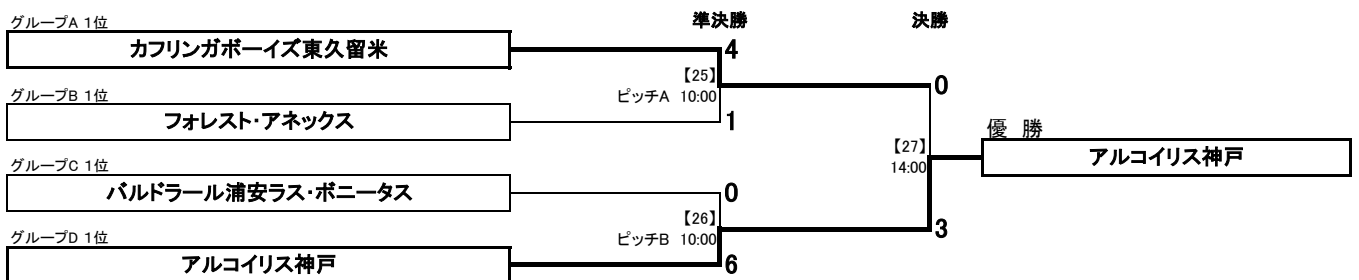 グループA 1位
準決勝
決勝
カフリンガボーイズ東久留米
4
【25】
ピッチA 10:00
0
グループB 1位
フォレスト・アネックス
1
優 勝
【27】
14:00
アルコイリス神戸
グループC 1位
バルドラール浦安ラス・ボニータス
0
【26】
ピッチB 10:00
3
グループD 1位
アルコイリス神戸
6